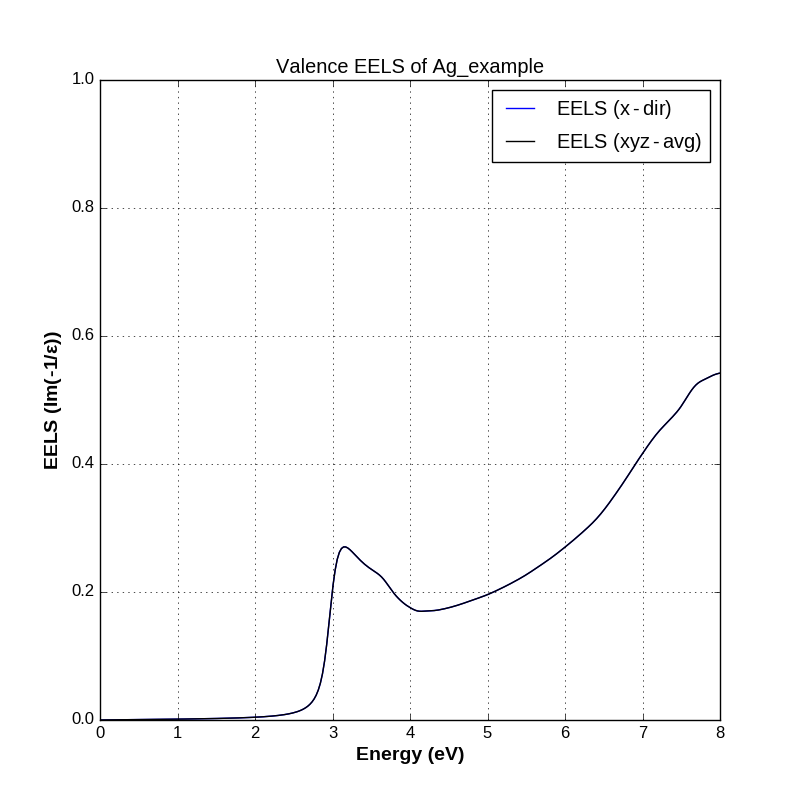 Valence EELS of Ag_example
EELS (x-dir)
EELS (xyz-avg)
EELS (Im(-1/ε))
1.0
0.8
0.6
0.4
0.2
0.0
0 1 2 3 4 5 6 7 8
Energy (eV)